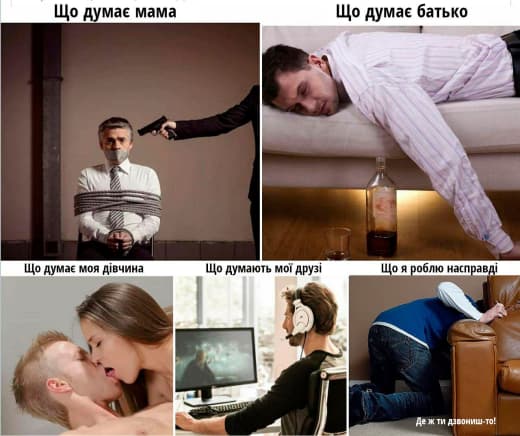 Що думає мама
Що думає батько
Що думає моя дівчина
Що думають мої друзі
Що я роблю насправді
Де ж ти дзвониш-то!